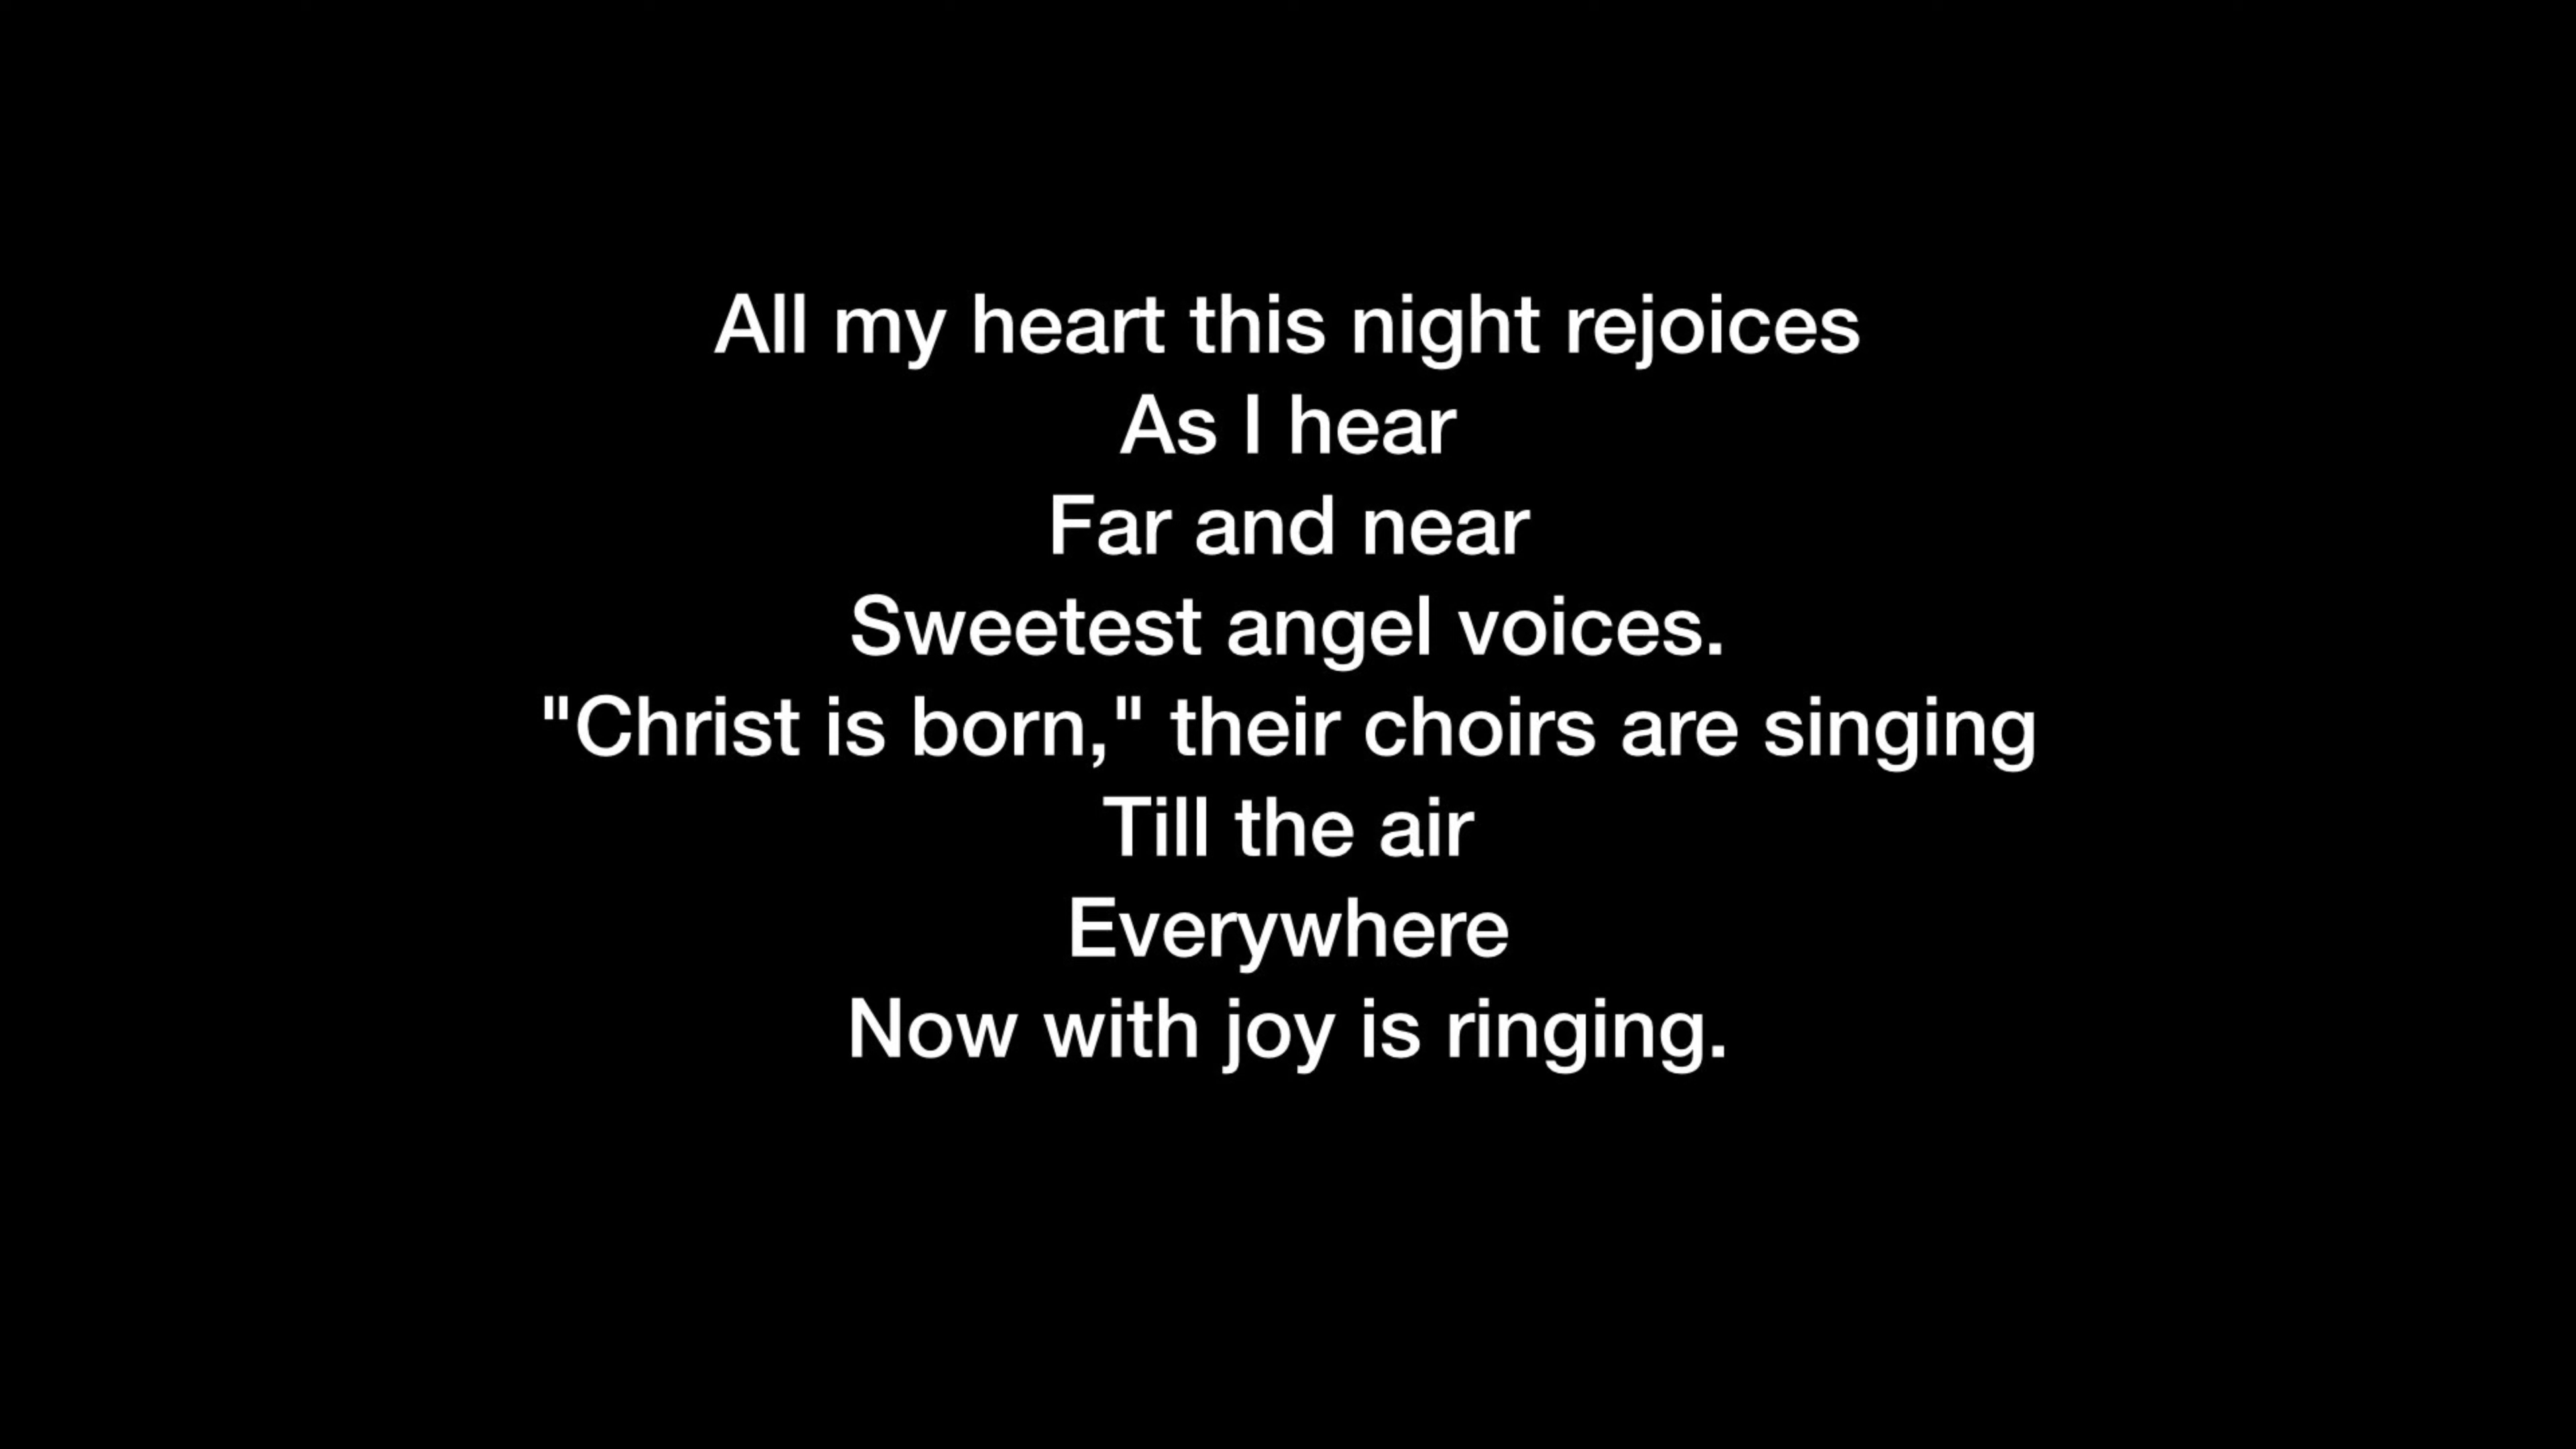 All my heart this night rejoices
As I hear
Far and near
Sweetest angel voices.
"Christ is born," their choirs are singing
Till the air
Everywhere
Now with joy is ringing.